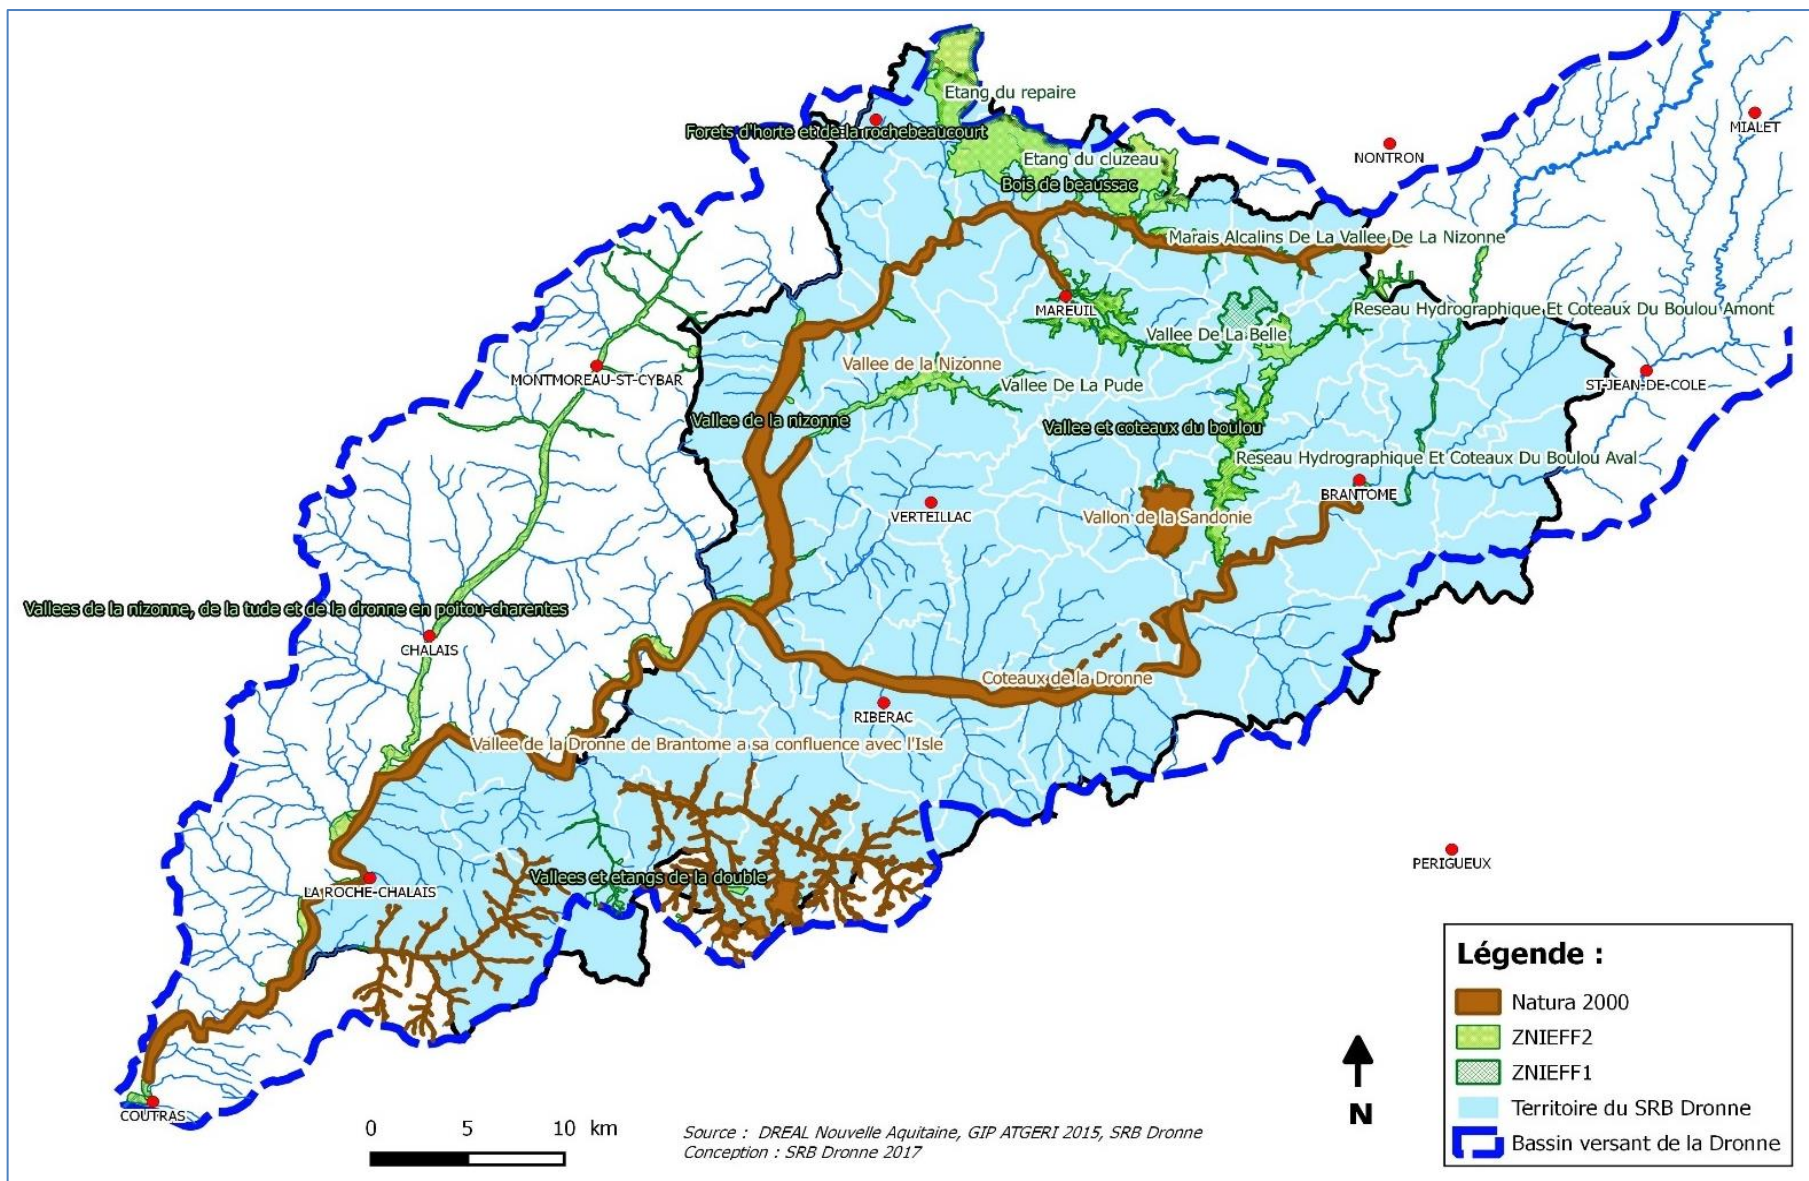 Etang du repaire
MIALET
Forets d'horte et de la rochebeaucourt
NONTRON
Etang du cluzeau
Bois de beaussac
Marais Alcalins De La Vallee De La Nizonne
MAREUIL
Reseau Hydrographique Et Coteaux Du Boulou Amont
Vallee De La Belle
Vallee de la Nizonne
MONTMOREAU-ST-CYBAR
Vallee De La Pude
ST-JEAN-DE-COLE
Vallee de la nizonne
Vallee et coteaux du boulou
Reseau Hydrographique Et Coteaux Du Boulou Aval
BRANTOME
VERTEILLAC
Vallon de la Sandonie
Vallees de la nizonne, de la tude et de la dronne en poitou-charentes
CHALAIS
Coteaux de la Dronne
RIBERAC
Vallee de la Dronne de Brantome a sa confluence avec l'Isle
PERIGUEUX
Vallees et etangs de la double
LA ROCHE-CHALAIS
COUTRAS
Légende :
Natura 2000
ZNIEFF2
ZNIEFF1
Territoire du SRB Dronne
Bassin versant de la Dronne
N
0 5 10 km
Source : DREAL Nouvelle Aquitaine, GIP ATGERI 2015, SRB Dronne
Conception : SRB Dronne 2017